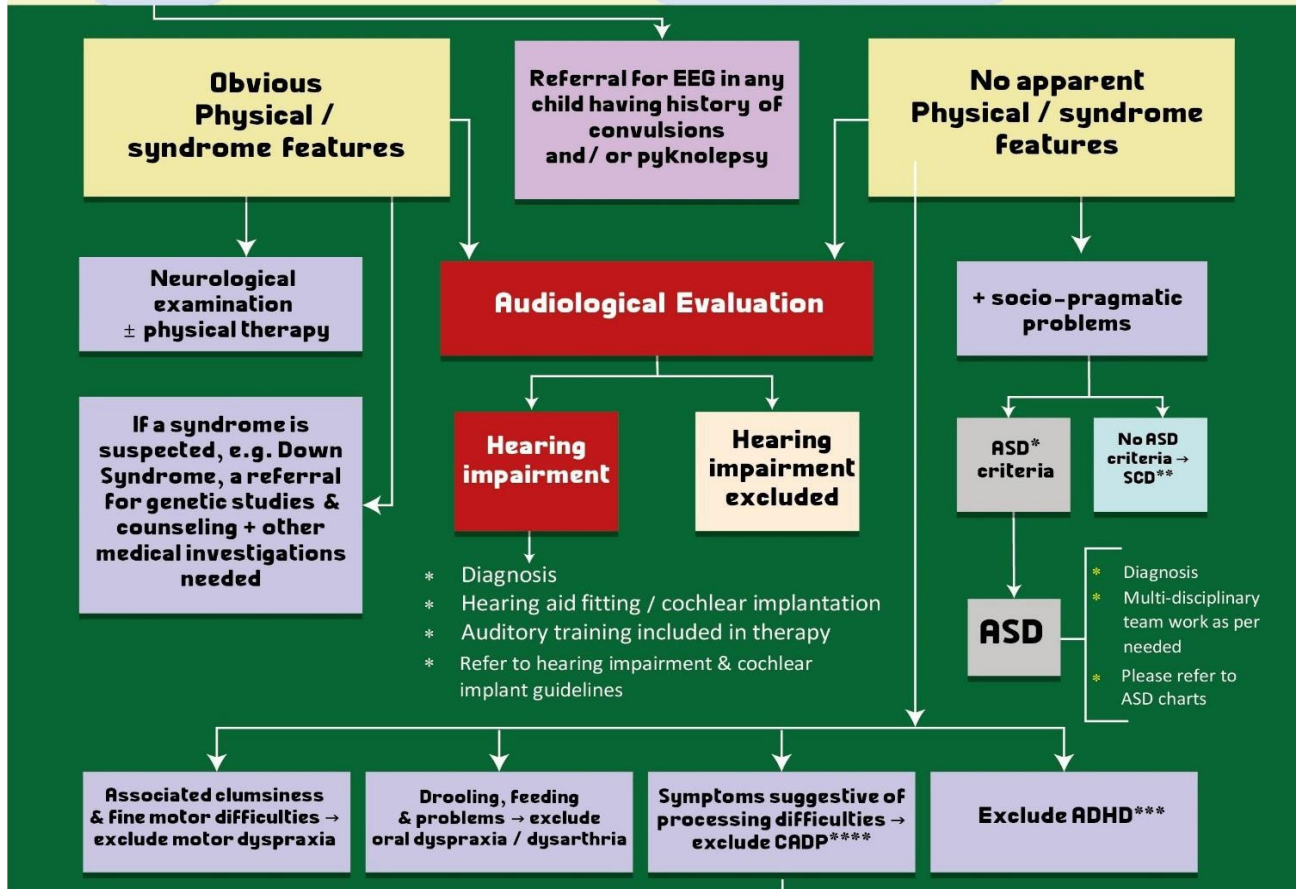 Obvious
Physical /
syndrome features
Referral for EEG in any
child having history of
convulsions
and / or pyknolepsy
No apparent
Physical / syndrome
features
Neurological
examination
± physical therapy
Audiological Evaluation
+ socio-pragmatic
problems
If a syndrome is
suspected, e.g. Down
Syndrome, a referral
for genetic studies &
counseling + other
medical investigations
needed
Hearing
impairment
Hearing
impairment
excluded
ASD*
criteria
No ASD
criteria →
SCD**
* Diagnosis
* Hearing aid fitting / cochlear implantation
* Auditory training included in therapy
* Refer to hearing impairment & cochlear
implant guidelines
ASD
* Diagnosis
* Multi-disciplinary
team work as per
needed
* Please refer to
ASD charts
Associated clumsiness
& fine motor difficulties →
exclude motor dyspraxia
Drooling, feeding
& problems → exclude
oral dyspraxia / dysarthria
Symptoms suggestive of
processing difficulties →
exclude CADP****
Exclude ADHD***